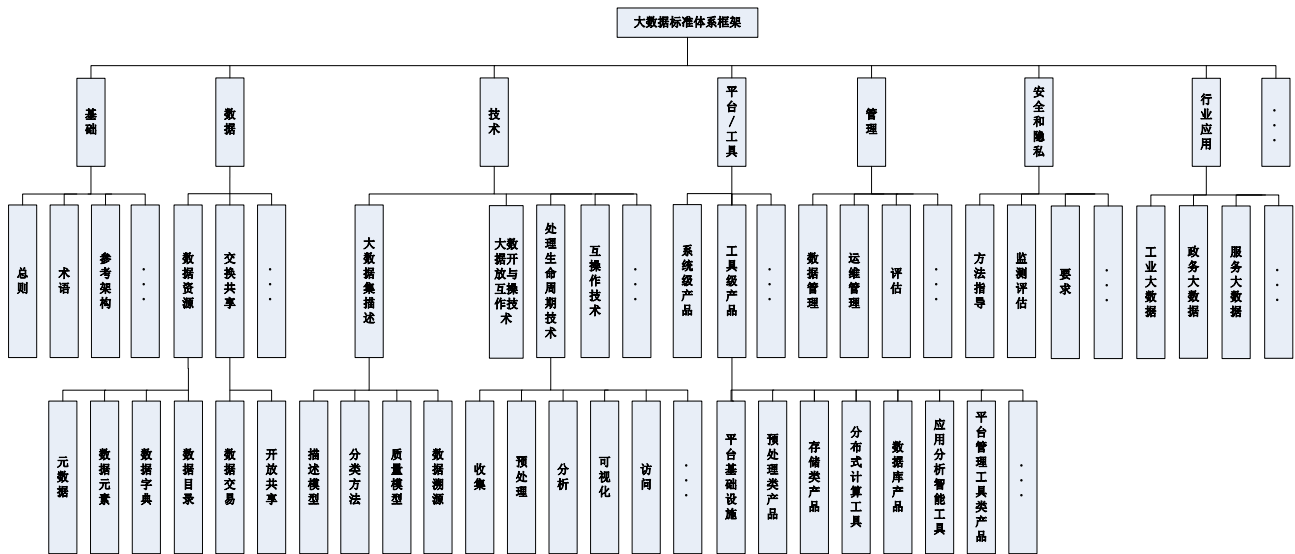 大数据标准体系框架
基础
数据
技术
平台/工具
管理
安全和隐私
行业应用
...
总则
术语
参考架构
...
数据资源
交换共享
...
大数据集描述
大数据开放与互操作技术
处理生命周期技术
互操作技术
...
系统级产品
工具级产品
...
数据管理
运维管理
评估
...
方法指导
监测评估
要求
...
工业大数据
政务大数据
服务大数据
...
元数据
数据元素
数据字典
数据目录
数据交易
开放共享
描述模型
分类方法
质量模型
数据溯源
收集
预处理
分析
可视化
访问
...
平台基础设施
预处理类产品
存储类产品
分布式计算工具
数据库产品
应用分析智能工具
平台管理工具类产品
...